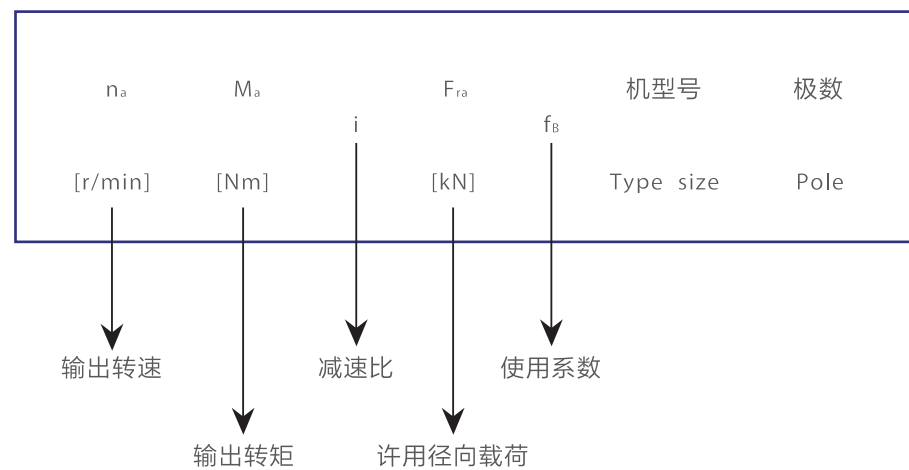 na Ma Fra 机型号 极数
i fB
[r/min] [Nm] [kN] Type size Pole
输出转速 减速比 使用系数
输出转矩 许用径向载荷